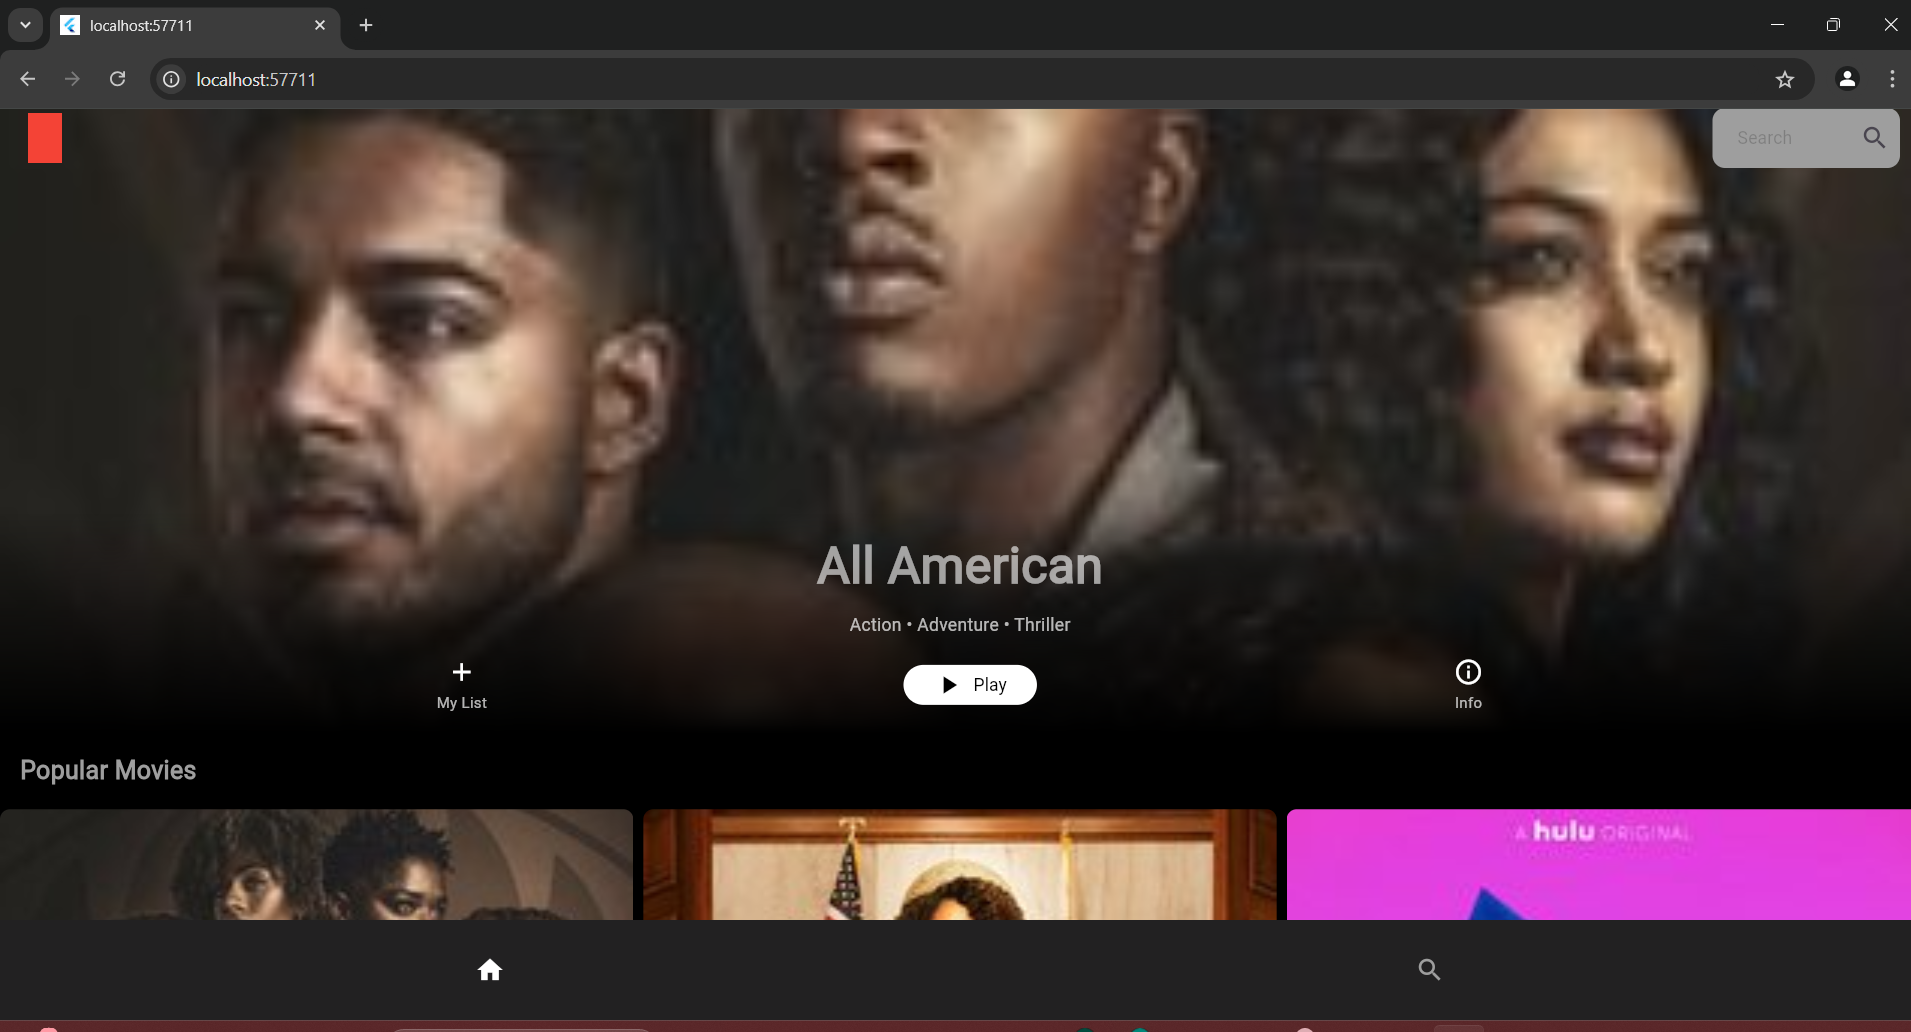 localhost:57711
localhost:57711
Search
All American
Action • Adventure • Thriller
My List
Play
Info
Popular Movies
A hulu ORIGINAL